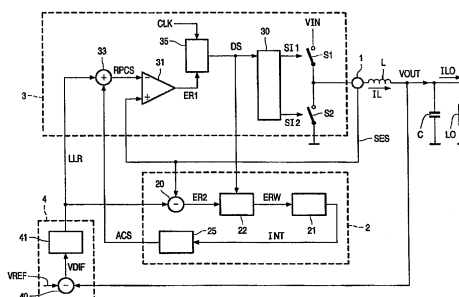 CLK
33
RPCS
31
35
DS
30
SI1
VIN
S1
1
L
VOUT
ILO
−
+
ER1
IL
3
SI2
S2
SES
C
LO
LLR
20
−
ER2
ERW
22
21
2
4
41
ACS
25
INT
VDIF
VREF
−
40